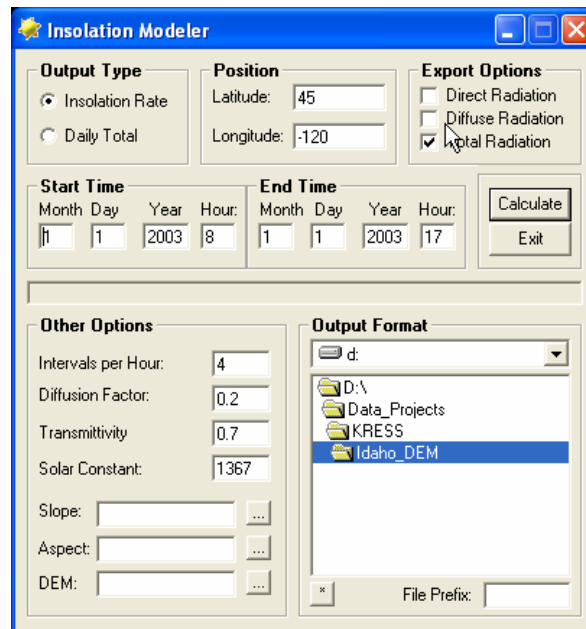 Insolation Modeler
Output Type
Insolation Rate
Daily Total
Position
Latitude: 45
Longitude: -120
Export Options
Direct Radiation
Diffuse Radiation
Total Radiation
Start Time
Month Day Year Hour:
1 1 2003 8
End Time
Month Day Year Hour:
1 1 2003 17
Calculate
Exit
Other Options
Intervals per Hour: 4
Diffusion Factor: 0.2
Transmittivity 0.7
Solar Constant: 1367
Slope: ...
Aspect: ...
DEM: ...
Output Format
d:
D:\
Data_Projects
KRESS
Idaho_DEM
* File Prefix: